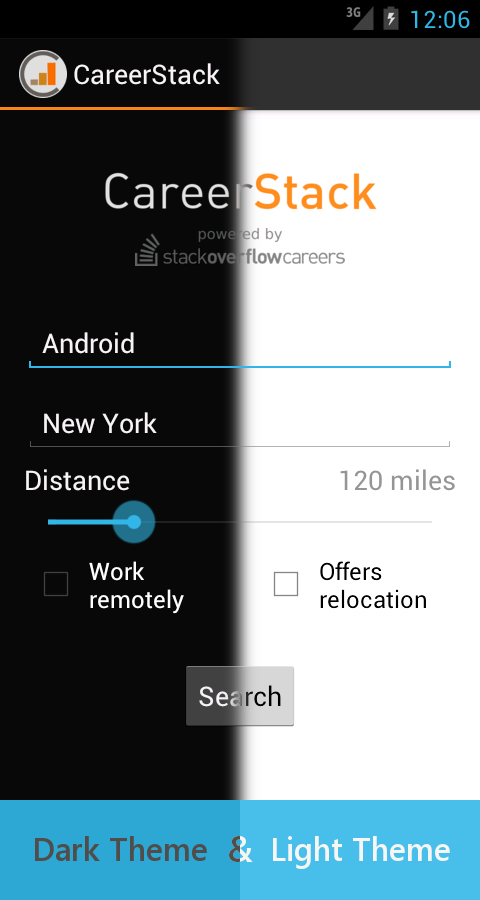 3G 12:06
CareerStack
CareerStack
powered by
stackoverflowcareers
Android
New York
Distance 120 miles
Work remotely
Offers relocation
Search
Dark Theme & Light Theme